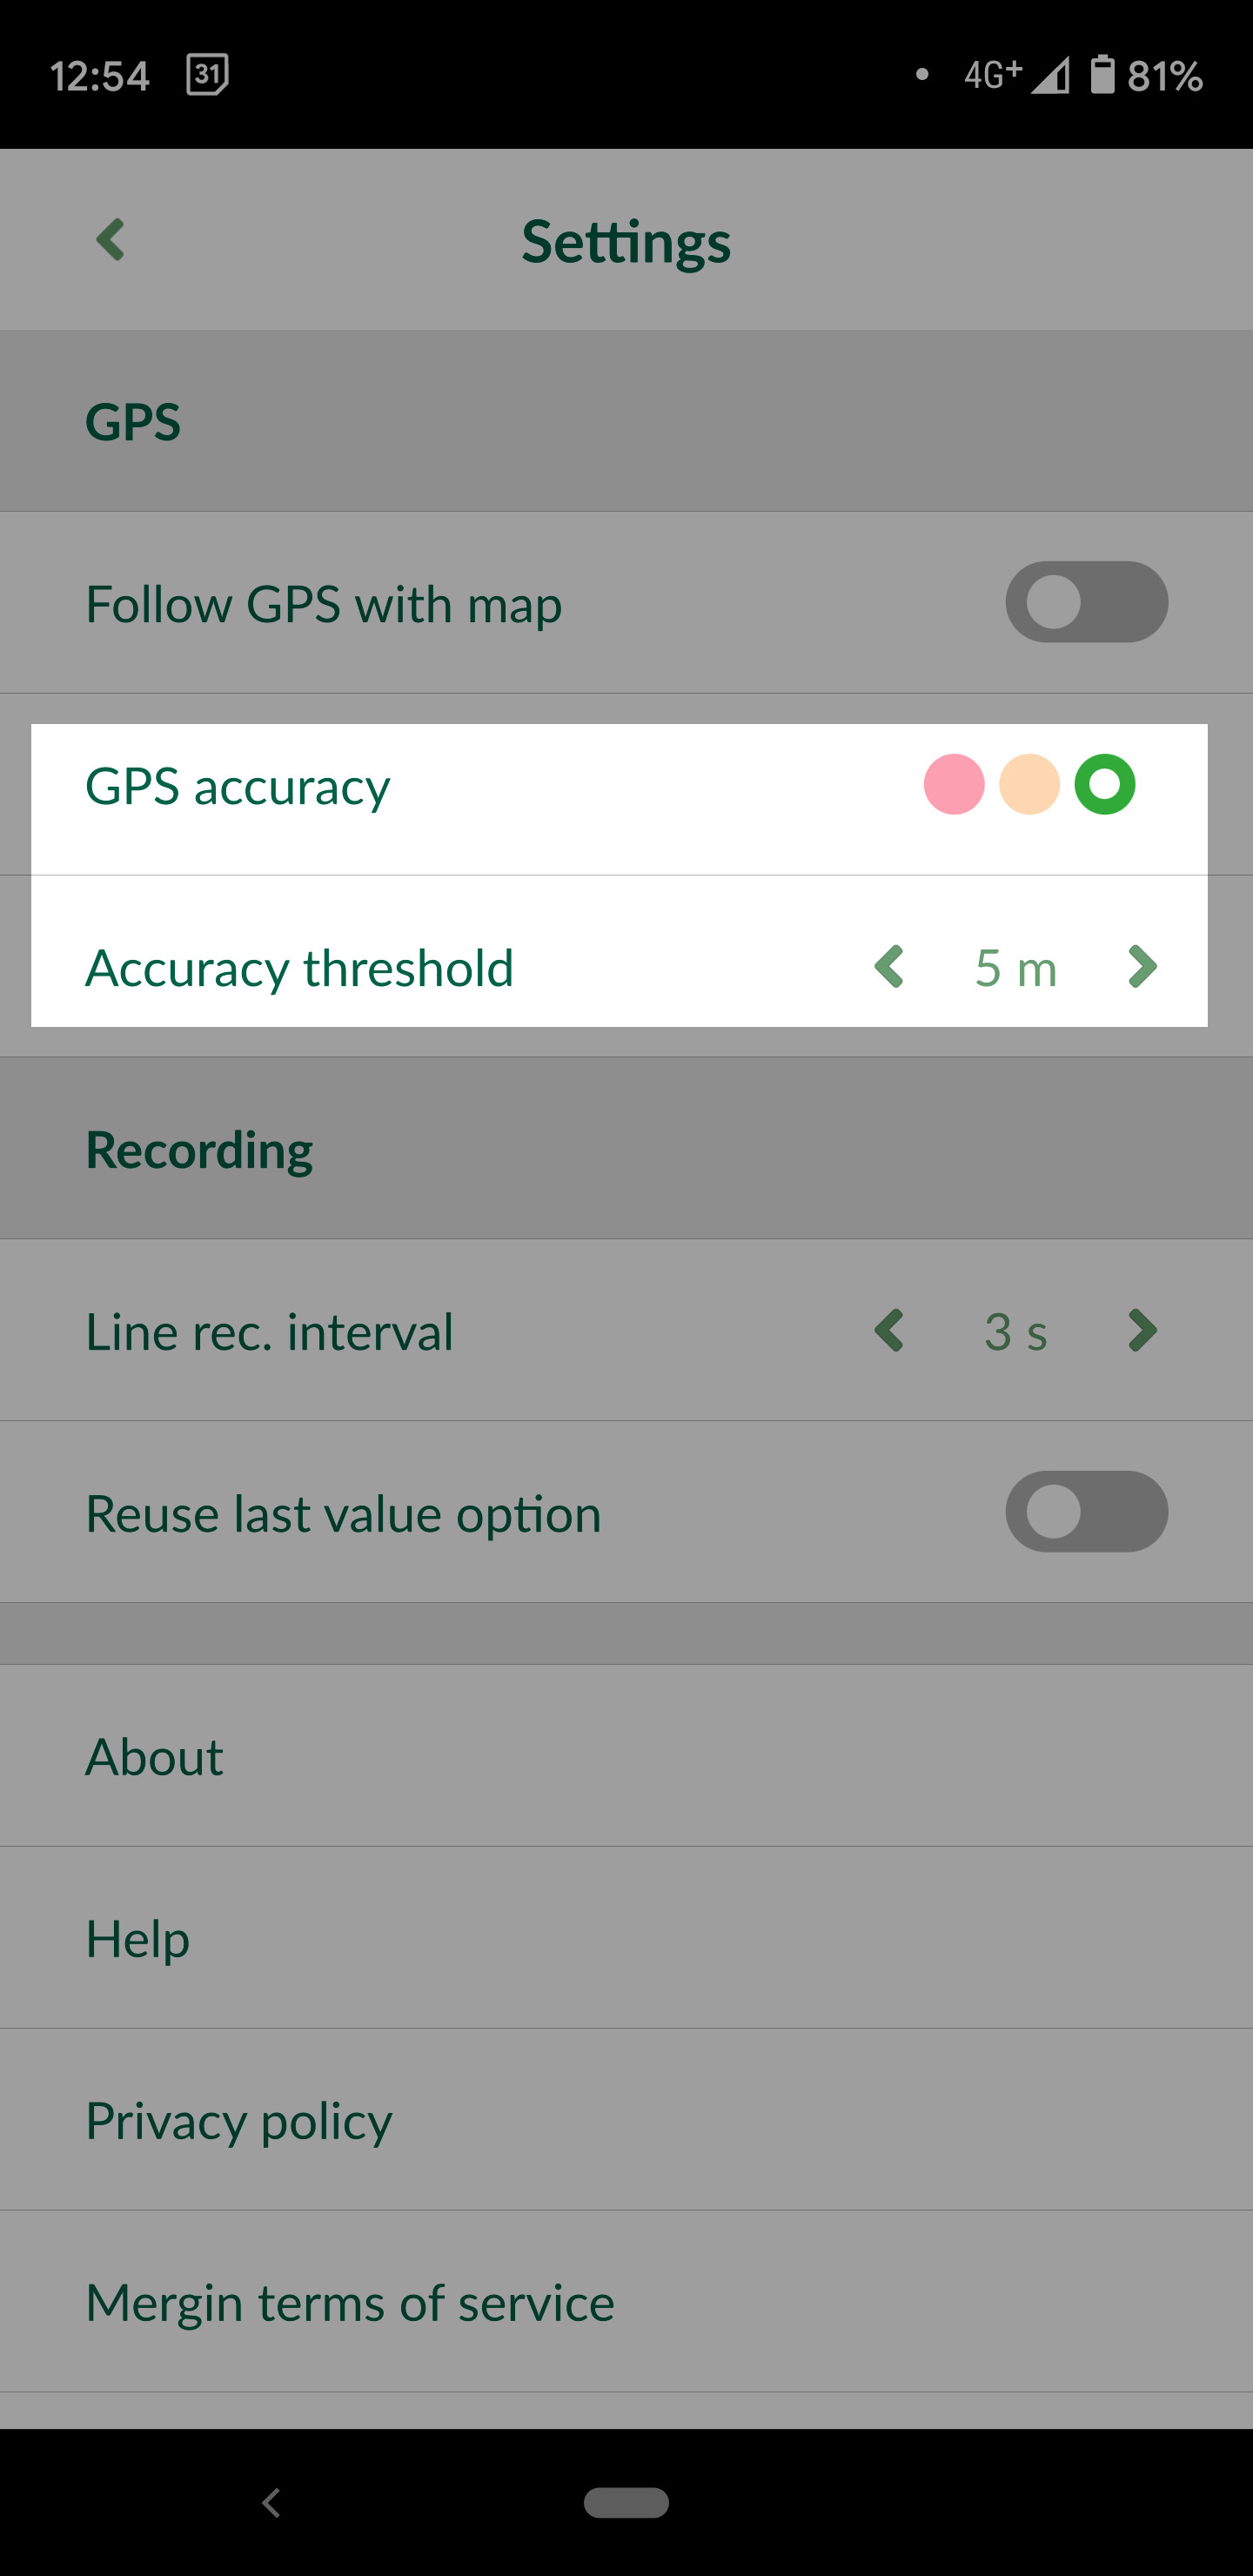 12:54 31 4G+ 81%
Settings
GPS
Follow GPS with map
GPS accuracy
Accuracy threshold 5 m
Recording
Line rec. interval 3 s
Reuse last value option
About
Help
Privacy policy
Mergin terms of service